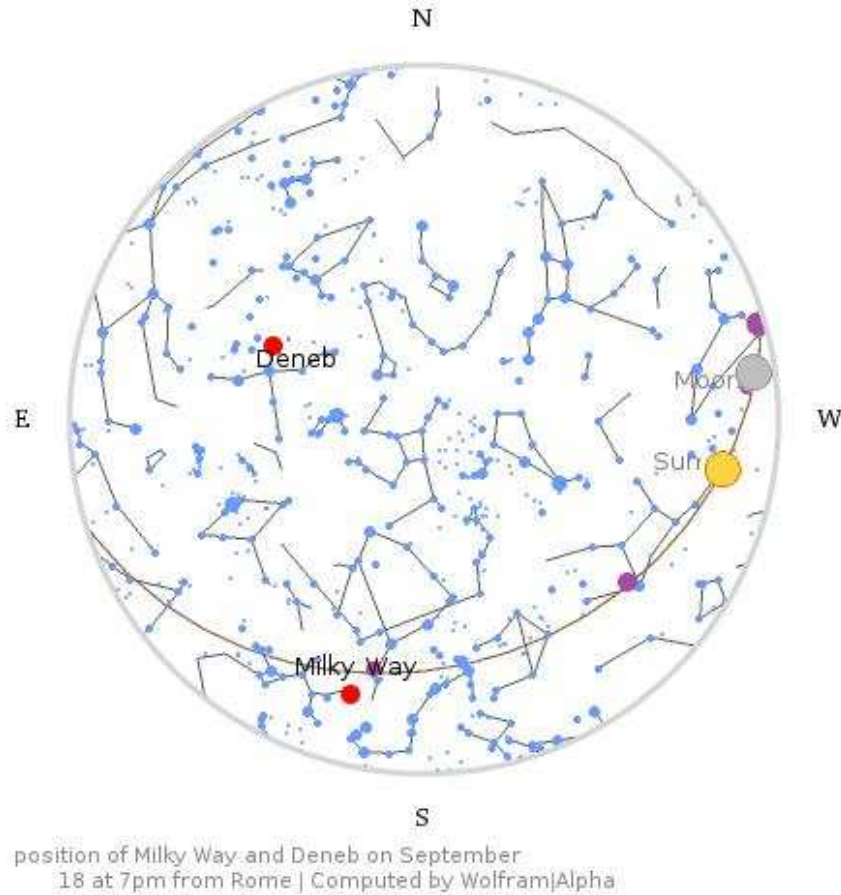 N
Deneb
Moon
E
W
Sun
Milky Way
S
position of Milky Way and Deneb on September
18 at 7pm from Rome | Computed by Wolfram|Alpha